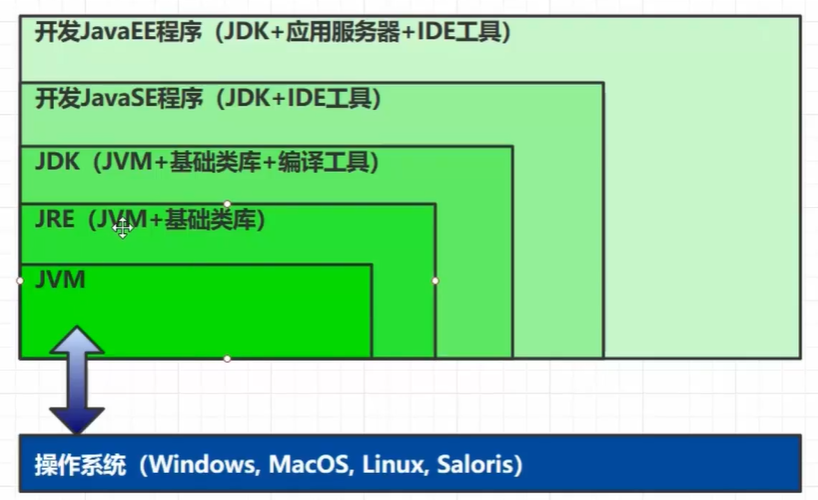 开发JavaEE程序（JDK+应用服务器+IDE工具）
开发JavaSE程序（JDK+IDE工具）
JDK（JVM+基础类库+编译工具）
JRE（JVM+基础类库）
JVM
操作系统（Windows, MacOS, Linux, Saloris）